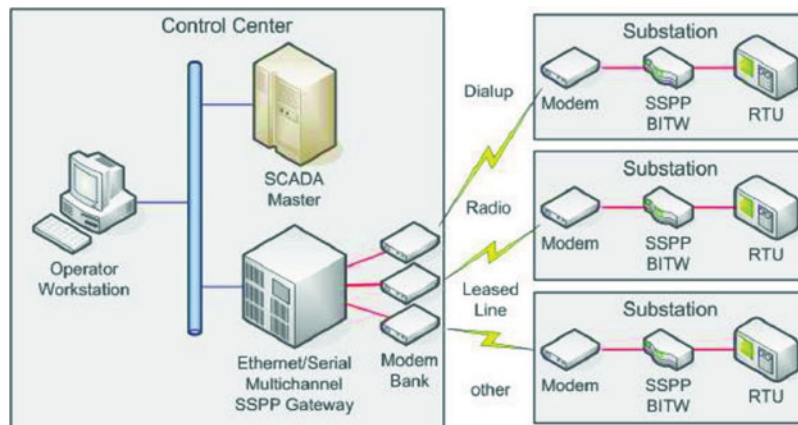 Control Center
SCADA
Master
Operator
Workstation
Ethernet/Serial
Multichannel
SSPP Gateway
Modem
Bank
Dialup
Radio
Leased
Line
other
Substation
Modem
SSPP
BITW
RTU
Substation
Modem
SSPP
BITW
RTU
Substation
Modem
SSPP
BITW
RTU